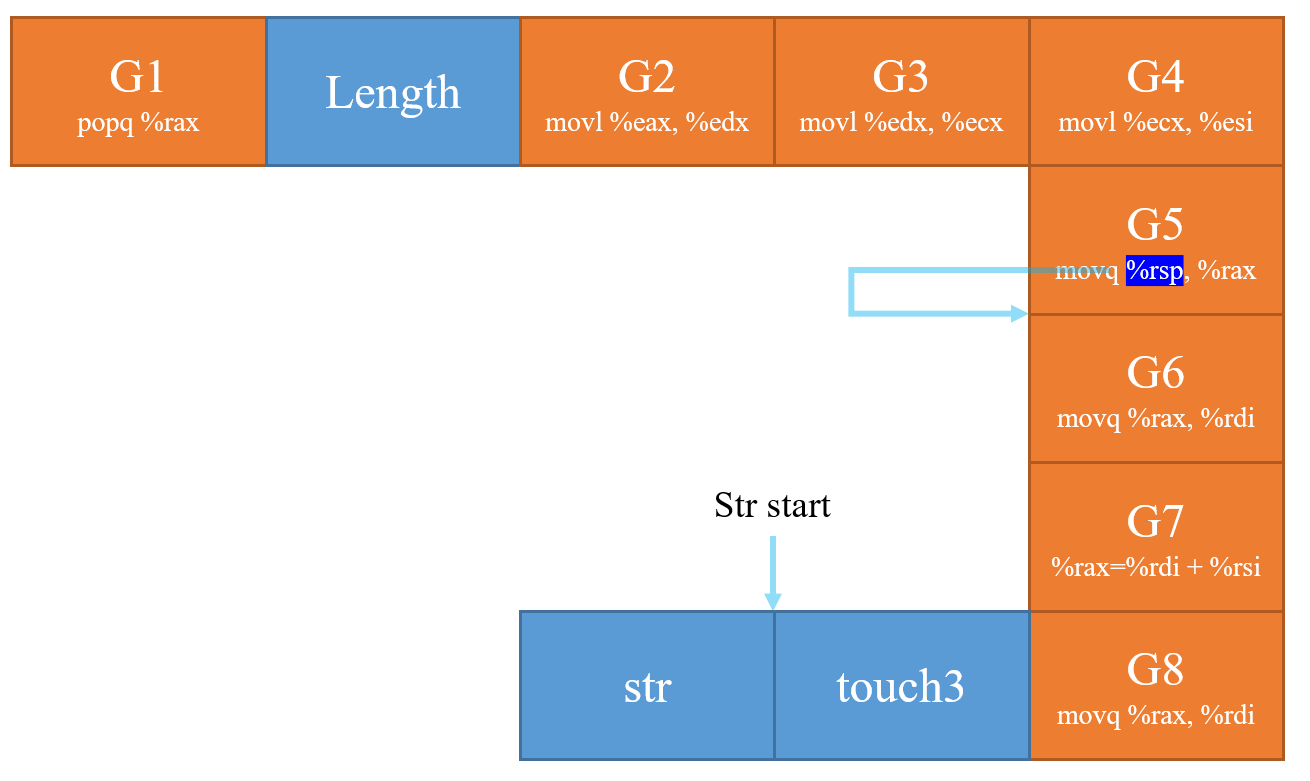 G1
popq %rax
Length
G2
movl %eax, %edx
G3
movl %edx, %ecx
G4
movl %ecx, %esi
G5
movq %rsp, %rax
G6
movq %rax, %rdi
G7
%rax=%rdi + %rsi
Str start
str
touch3
G8
movq %rax, %rdi